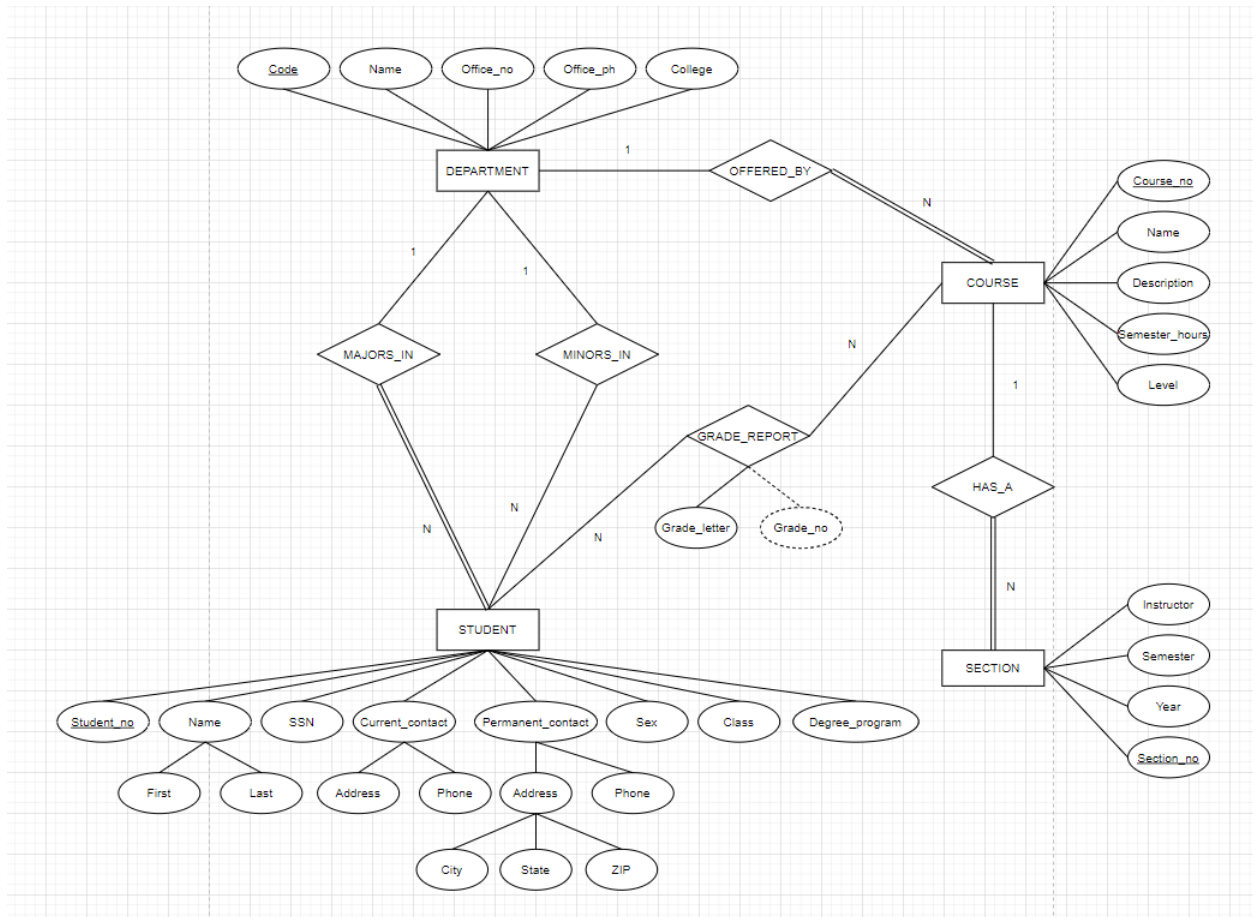 Code
Name
Office_no
Office_ph
College
DEPARTMENT
1
OFFERED_BY
N
Course_no
Name
Description
Semester_hours
Level
COURSE
1
1
MAJORS_IN
MINORS_IN
N
1
GRADE_REPORT
Grade_letter
Grade_no
HAS_A
N
N
N
N
STUDENT
SECTION
Instructor
Semester
Year
Section_no
Student_no
Name
SSN
Current_contact
Permanent_contact
Sex
Class
Degree_program
First
Last
Address
Phone
Address
Phone
City
State
ZIP